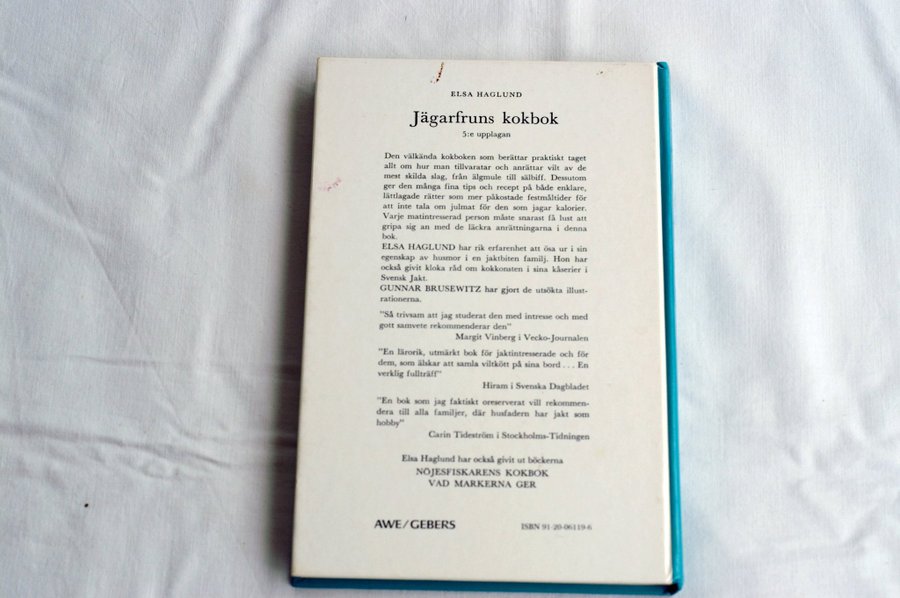 ELSA HAGLUND
Jägarfruns kokbok
5:e upplagan
Den välkända kokboken som berättar praktiskt taget
allt om hur man tillvaratar och anrättar vilt av de
mest skilda slag, från älgmule till sälbiff. Dessutom
ger den många fina tips och recept på både enklare,
lättlagade rätter som mer påkostade festmåltider för
att inte tala om julmat för den som jagar kalorier.
Varje matintresserad person måste snarast få lust att
gripa sig an med de läckra anrättningarna i denna
bok.
ELSA HAGLUND har rik erfarenhet att ösa ur i sin
egenskap av husmor i en jaktbiten familj. Hon har
också givit kloka råd om kokkonsten i sina kåserier i
Svensk Jakt.
GUNNAR BRUSEWITZ har gjort de utsökta illust-
rationerna.
"Så trivsam att jag studerat den med intresse och med
gott samvete rekommenderar den"
Margit Vinberg i Vecko-Journalen
"En lärorik, utmärkt bok för jaktintresserade och för
dem, som älskar att samla viltkött på sina bord . . . En
verklig fullträff"
Hiram i Svenska Dagbladet
"En bok som jag faktiskt oreserverat vill rekommen-
dera till alla familjer, där husfadern har jakt som
hobby"
Carin Tideström i Stockholms-Tidningen
Elsa Haglund har också givit ut böckerna
NÖJESFISKARENS KOKBOK
VAD MARKERNA GER
AWE/GEBERS ISBN 91-20-06119-6